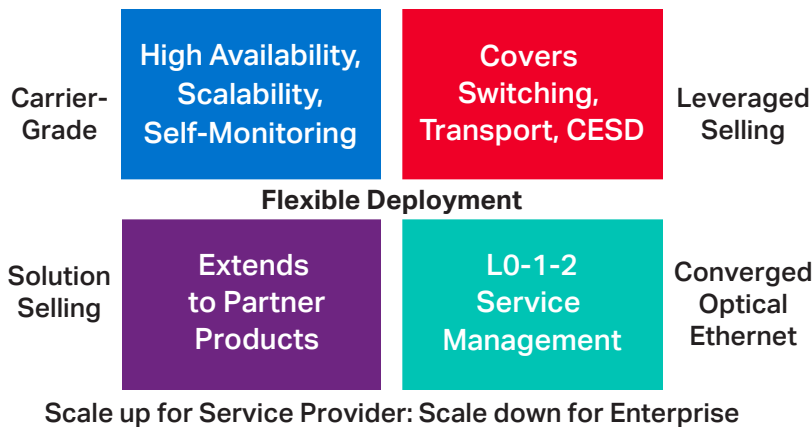 Carrier-
Grade
High Availability,
Scalability,
Self-Monitoring
Covers
Switching,
Transport, CESD
Leveraged
Selling
Flexible Deployment
Solution
Selling
Extends
to Partner
Products
L0-1-2
Service
Management
Converged
Optical
Ethernet
Scale up for Service Provider: Scale down for Enterprise